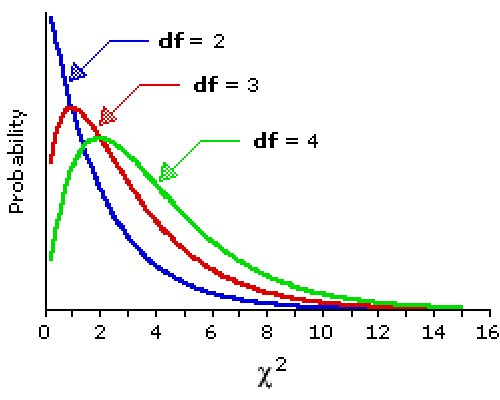 df = 2
df = 3
df = 4
Probability
0 2 4 6 8 10 12 14 16
χ²